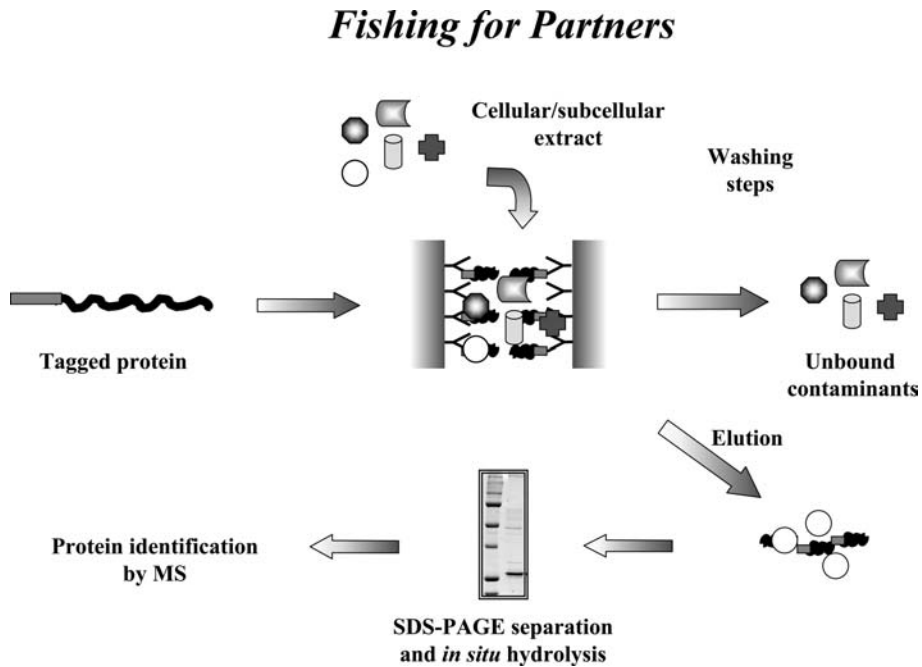 Fishing for Partners
Cellular/subcellular
extract
Washing
steps
Tagged protein
Unbound
contaminants
Elution
Protein identification
by MS
SDS-PAGE separation
and in situ hydrolysis